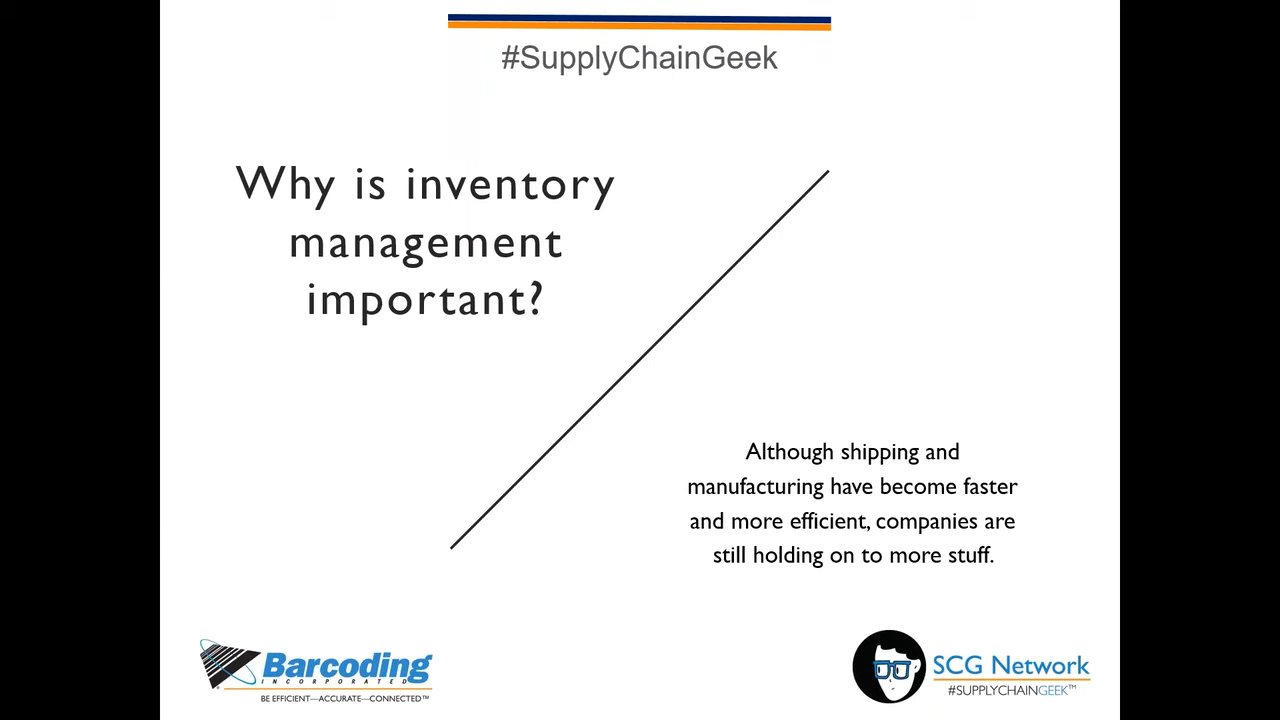 #SupplyChainGeek
Why is inventory
management
important?
Although shipping and
manufacturing have become faster
and more efficient, companies are
still holding on to more stuff.
Barcoding
INCORPORATED
BE EFFICIENT—ACCURATE—CONNECTED™
SCG Network
#SUPPLYCHAINGEEK™